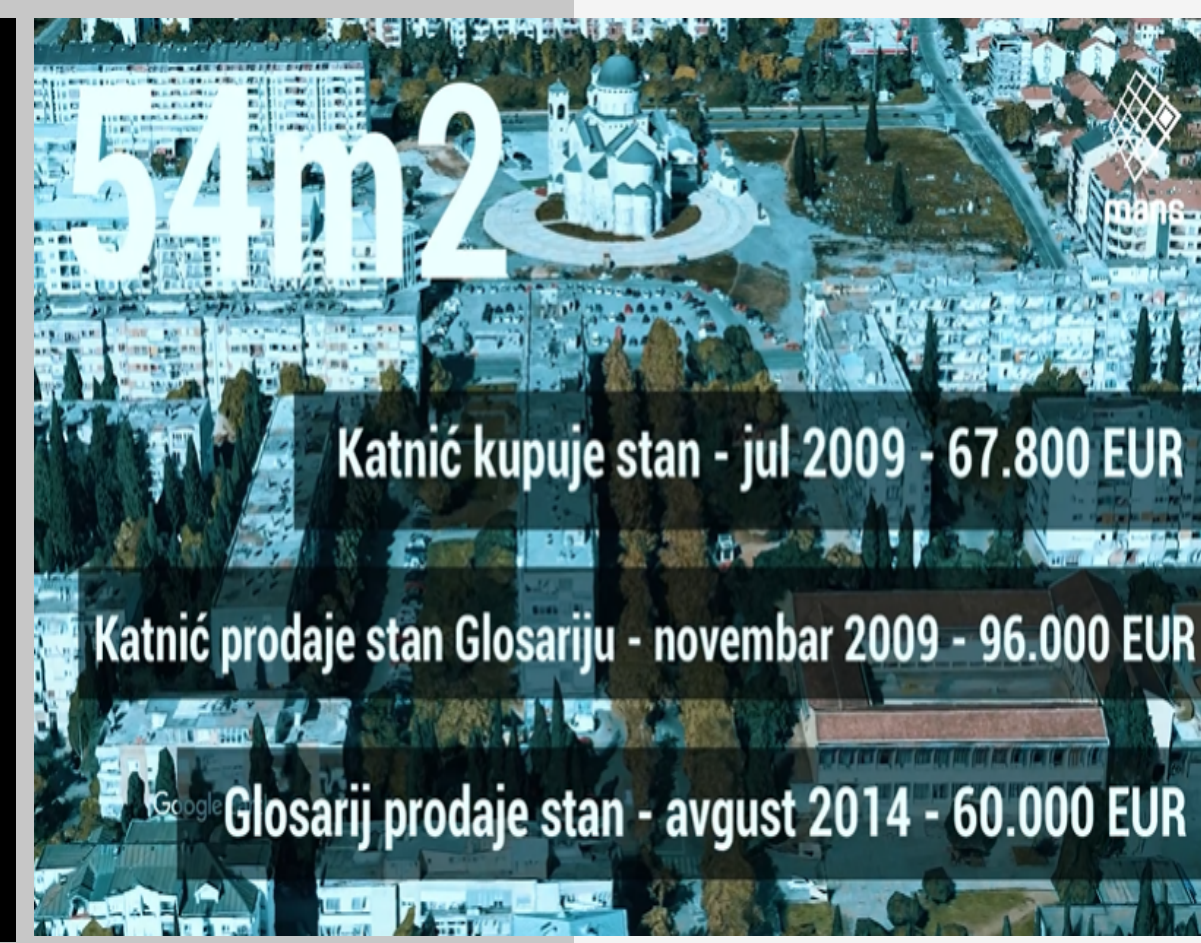 54m2
mans
Katnić kupuje stan - jul 2009 - 67.800 EUR
Katnić prodaje stan Glosariju - novembar 2009 - 96.000 EUR
Google
Glosarij prodaje stan - avgust 2014 - 60.000 EUR